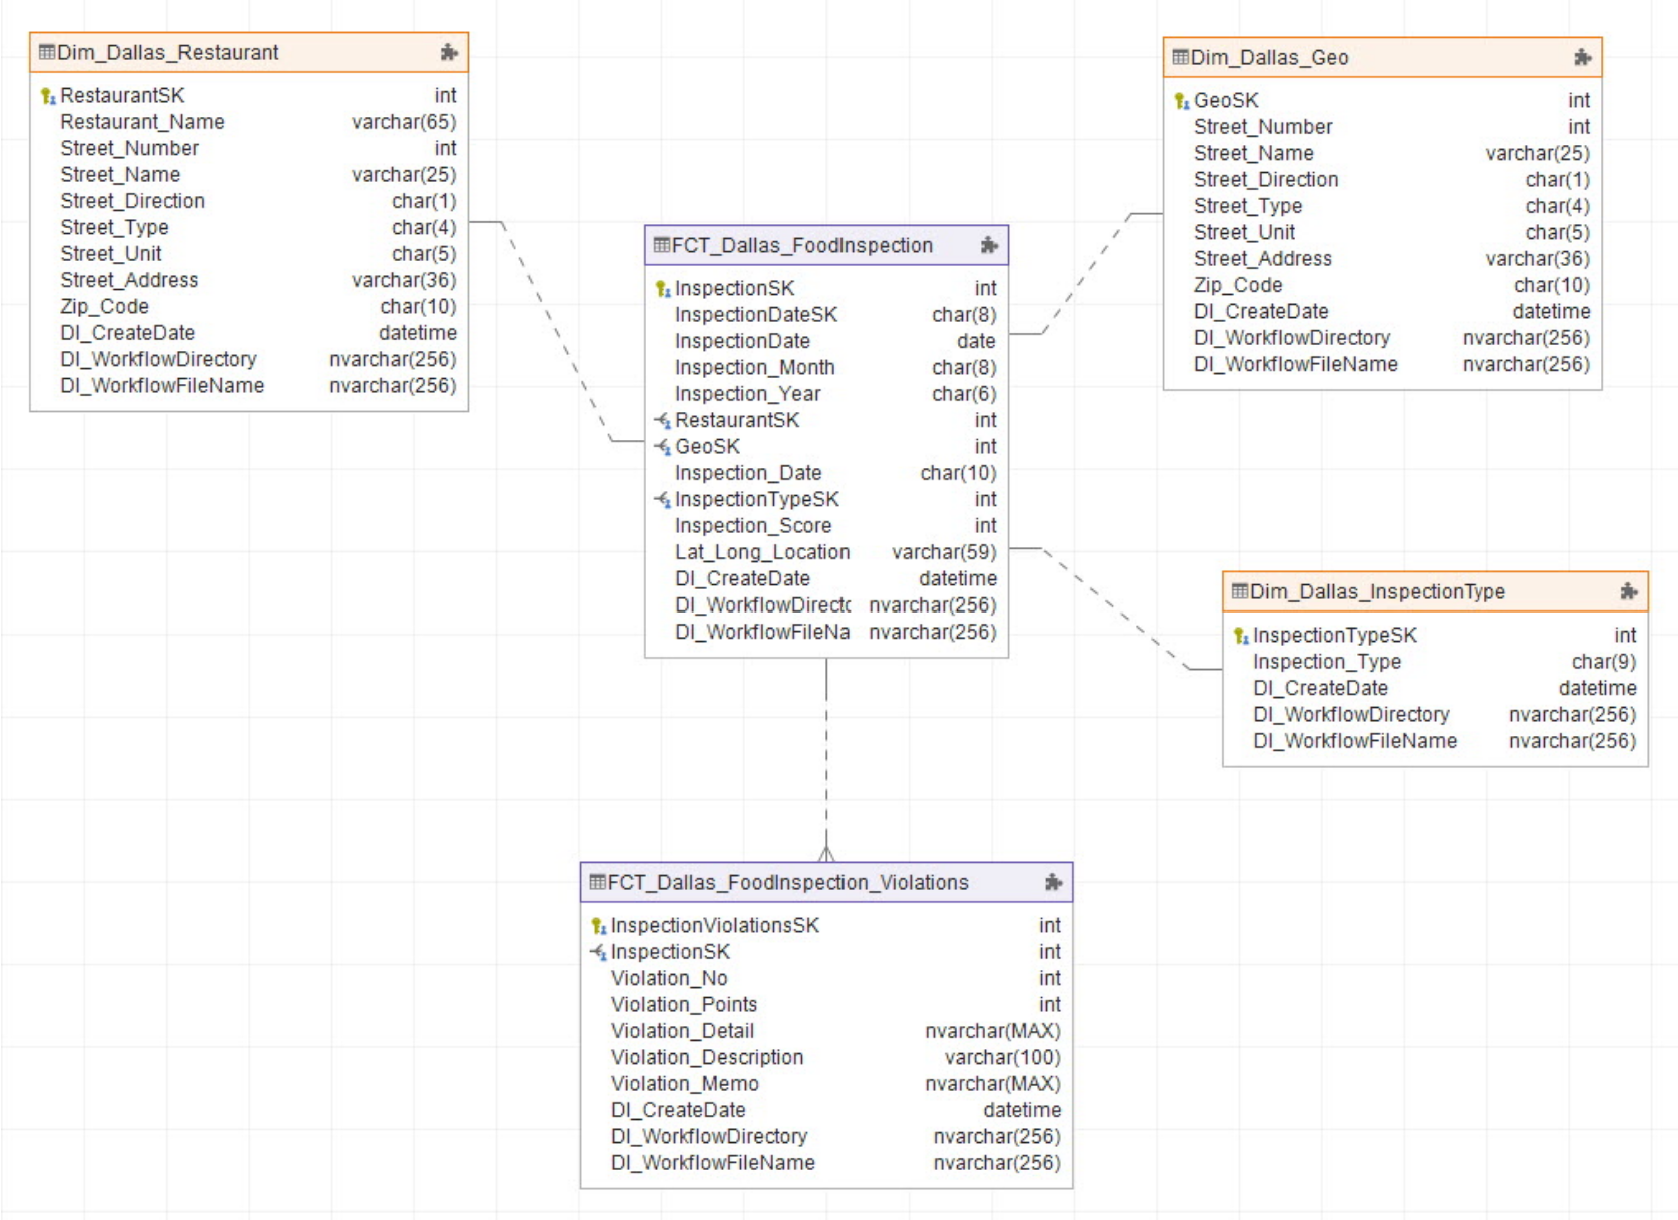 Dim_Dallas_Restaurant
RestaurantSK int
Restaurant_Name varchar(65)
Street_Number int
Street_Name varchar(25)
Street_Direction char(1)
Street_Type char(4)
Street_Unit char(5)
Street_Address varchar(36)
Zip_Code char(10)
DI_CreateDate datetime
DI_WorkflowDirectory nvarchar(256)
DI_WorkflowFileName nvarchar(256)
Dim_Dallas_Geo
GeoSK int
Street_Number int
Street_Name varchar(25)
Street_Direction char(1)
Street_Type char(4)
Street_Unit char(5)
Street_Address varchar(36)
Zip_Code char(10)
DI_CreateDate datetime
DI_WorkflowDirectory nvarchar(256)
DI_WorkflowFileName nvarchar(256)
FCT_Dallas_FoodInspection
InspectionSK int
InspectionDateSK char(8)
InspectionDate date
Inspection_Month char(8)
Inspection_Year char(6)
RestaurantSK int
GeoSK int
Inspection_Date char(10)
InspectionTypeSK int
Inspection_Score int
Lat_Long_Location varchar(59)
DI_CreateDate datetime
DI_WorkflowDirectc nvarchar(256)
DI_WorkflowFileNa nvarchar(256)
Dim_Dallas_InspectionType
InspectionTypeSK int
Inspection_Type char(9)
DI_CreateDate datetime
DI_WorkflowDirectory nvarchar(256)
DI_WorkflowFileName nvarchar(256)
FCT_Dallas_FoodInspection_Violations
InspectionViolationsSK int
InspectionSK int
Violation_No int
Violation_Points int
Violation_Detail nvarchar(MAX)
Violation_Description varchar(100)
Violation_Memo nvarchar(MAX)
DI_CreateDate datetime
DI_WorkflowDirectory nvarchar(256)
DI_WorkflowFileName nvarchar(256)